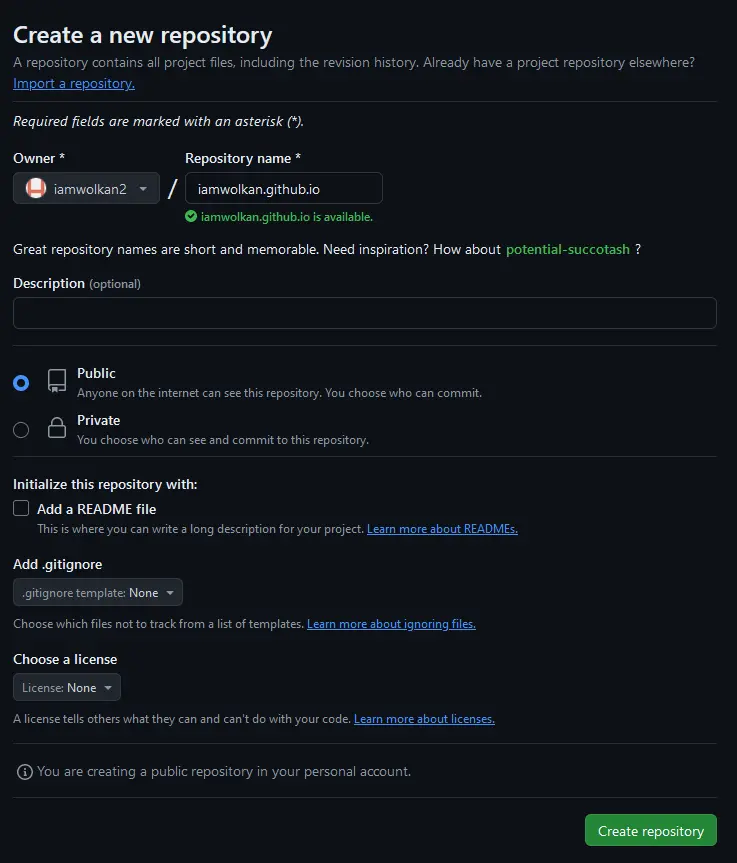 Create a new repository
A repository contains all project files, including the revision history. Already have a project repository elsewhere?
Import a repository.
Required fields are marked with an asterisk (*).
Owner * Repository name *
iamwolkan2 / iamwolkan.github.io
iamwolkan.github.io is available.
Great repository names are short and memorable. Need inspiration? How about potential-succotash ?
Description (optional)
Public
Anyone on the internet can see this repository. You choose who can commit.
Private
You choose who can see and commit to this repository.
Initialize this repository with:
Add a README file
This is where you can write a long description for your project. Learn more about READMEs.
Add .gitignore
.gitignore template: None
Choose which files not to track from a list of templates. Learn more about ignoring files.
Choose a license
License: None
A license tells others what they can and can't do with your code. Learn more about licenses.
You are creating a public repository in your personal account.
Create repository